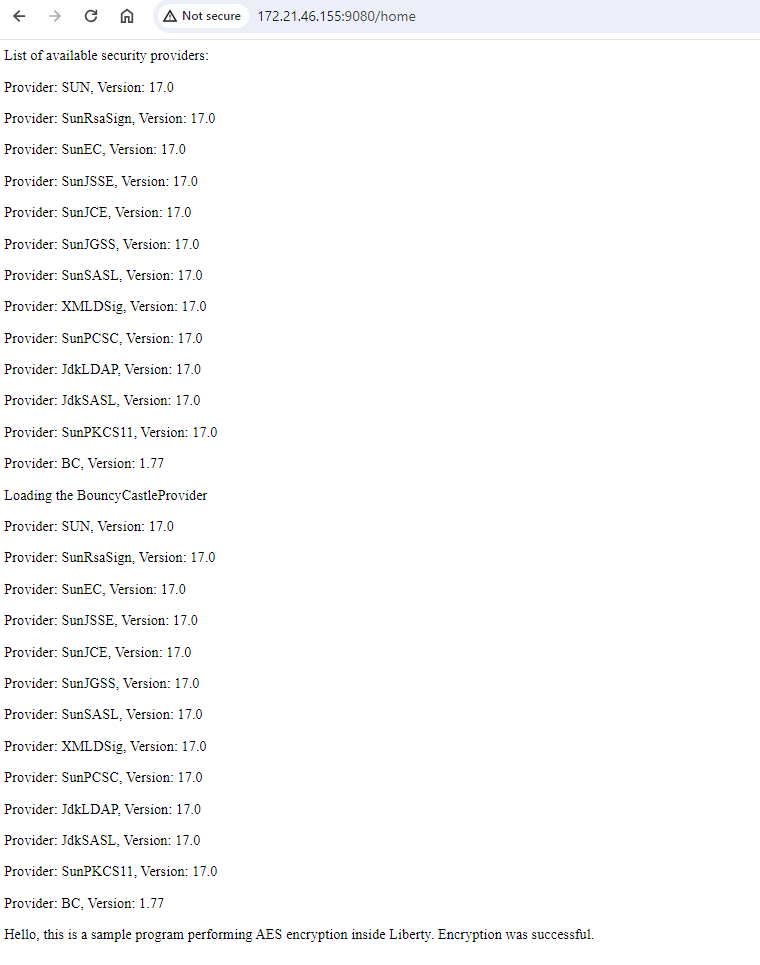 Not secure 172.21.46.155:9080/home
List of available security providers:
Provider: SUN, Version: 17.0
Provider: SunRsaSign, Version: 17.0
Provider: SunEC, Version: 17.0
Provider: SunJSSE, Version: 17.0
Provider: SunJCE, Version: 17.0
Provider: SunJGSS, Version: 17.0
Provider: SunSASL, Version: 17.0
Provider: XMLDSig, Version: 17.0
Provider: SunPCSC, Version: 17.0
Provider: JdkLDAP, Version: 17.0
Provider: JdkSASL, Version: 17.0
Provider: SunPKCS11, Version: 17.0
Provider: BC, Version: 1.77
Loading the BouncyCastleProvider
Provider: SUN, Version: 17.0
Provider: SunRsaSign, Version: 17.0
Provider: SunEC, Version: 17.0
Provider: SunJSSE, Version: 17.0
Provider: SunJCE, Version: 17.0
Provider: SunJGSS, Version: 17.0
Provider: SunSASL, Version: 17.0
Provider: XMLDSig, Version: 17.0
Provider: SunPCSC, Version: 17.0
Provider: JdkLDAP, Version: 17.0
Provider: JdkSASL, Version: 17.0
Provider: SunPKCS11, Version: 17.0
Provider: BC, Version: 1.77
Hello, this is a sample program performing AES encryption inside Liberty. Encryption was successful.